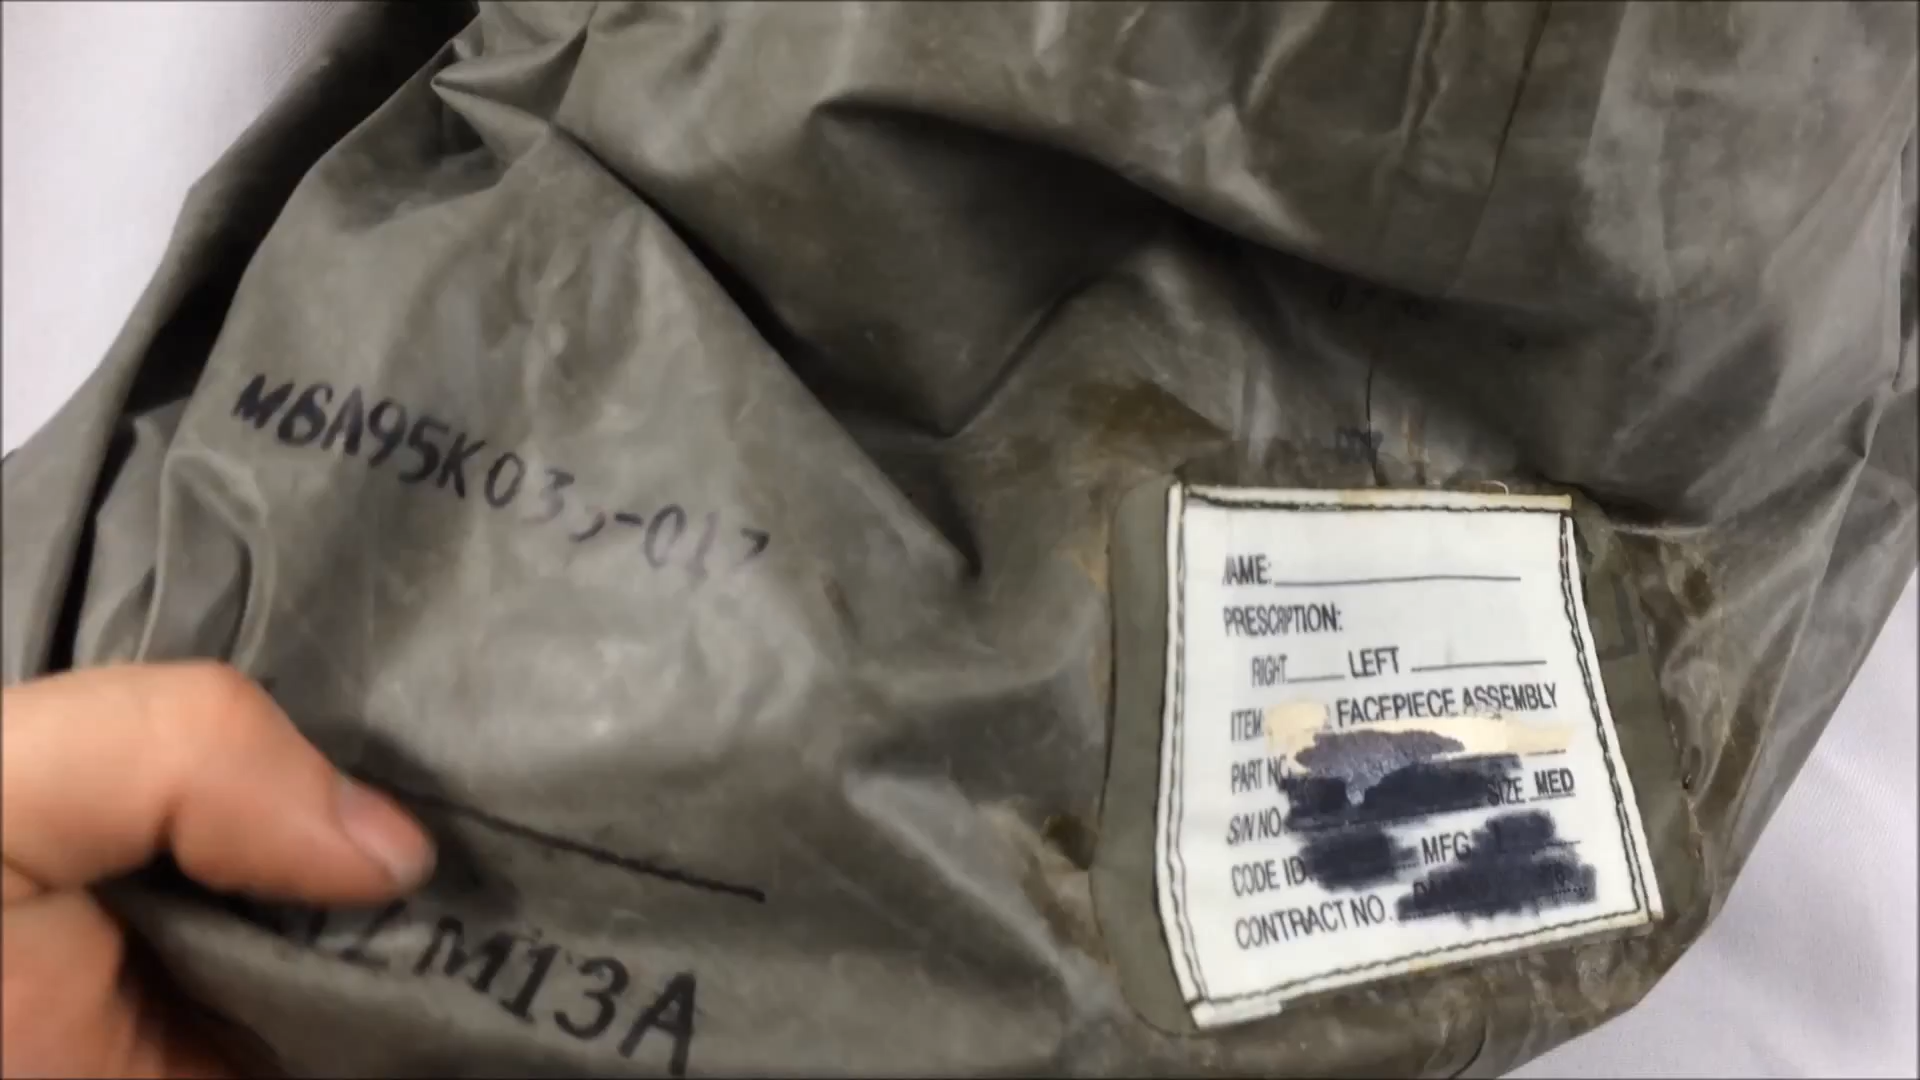 M6A95K03
M13A
NAME:
PRESCRIPTION:
RIGHT LEFT
ITEM FACEPIECE ASSEMBLY
PART NO.
S/N NO. SIZE MED
CODE ID. MFG
CONTRACT NO.